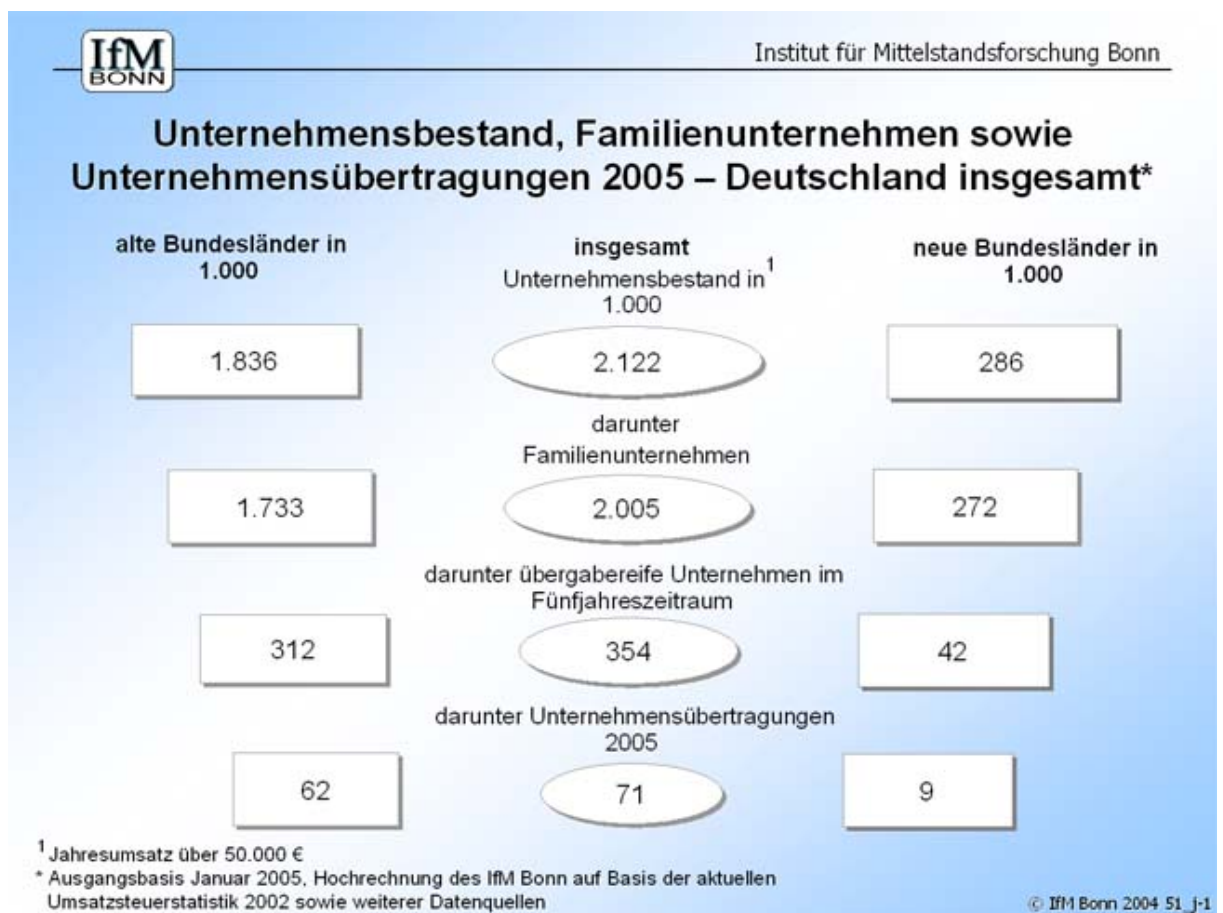 IfM
BONN
Institut für Mittelstandsforschung Bonn
Unternehmensbestand, Familienunternehmen sowie
Unternehmensübertragungen 2005 – Deutschland insgesamt*
alte Bundesländer in
1.000
insgesamt
Unternehmensbestand in¹
1.000
neue Bundesländer in
1.000
1.836
2.122
286
darunter
Familienunternehmen
1.733
2.005
272
darunter übergabereife Unternehmen im
Fünfjahreszeitraum
312
354
42
darunter Unternehmensübertragungen
2005
62
71
9
¹ Jahresumsatz über 50.000 €
* Ausgangsbasis Januar 2005, Hochrechnung des IfM Bonn auf Basis der aktuellen
Umsatzsteuerstatistik 2002 sowie weiterer Datenquellen
© IfM Bonn 2004 51_j-1